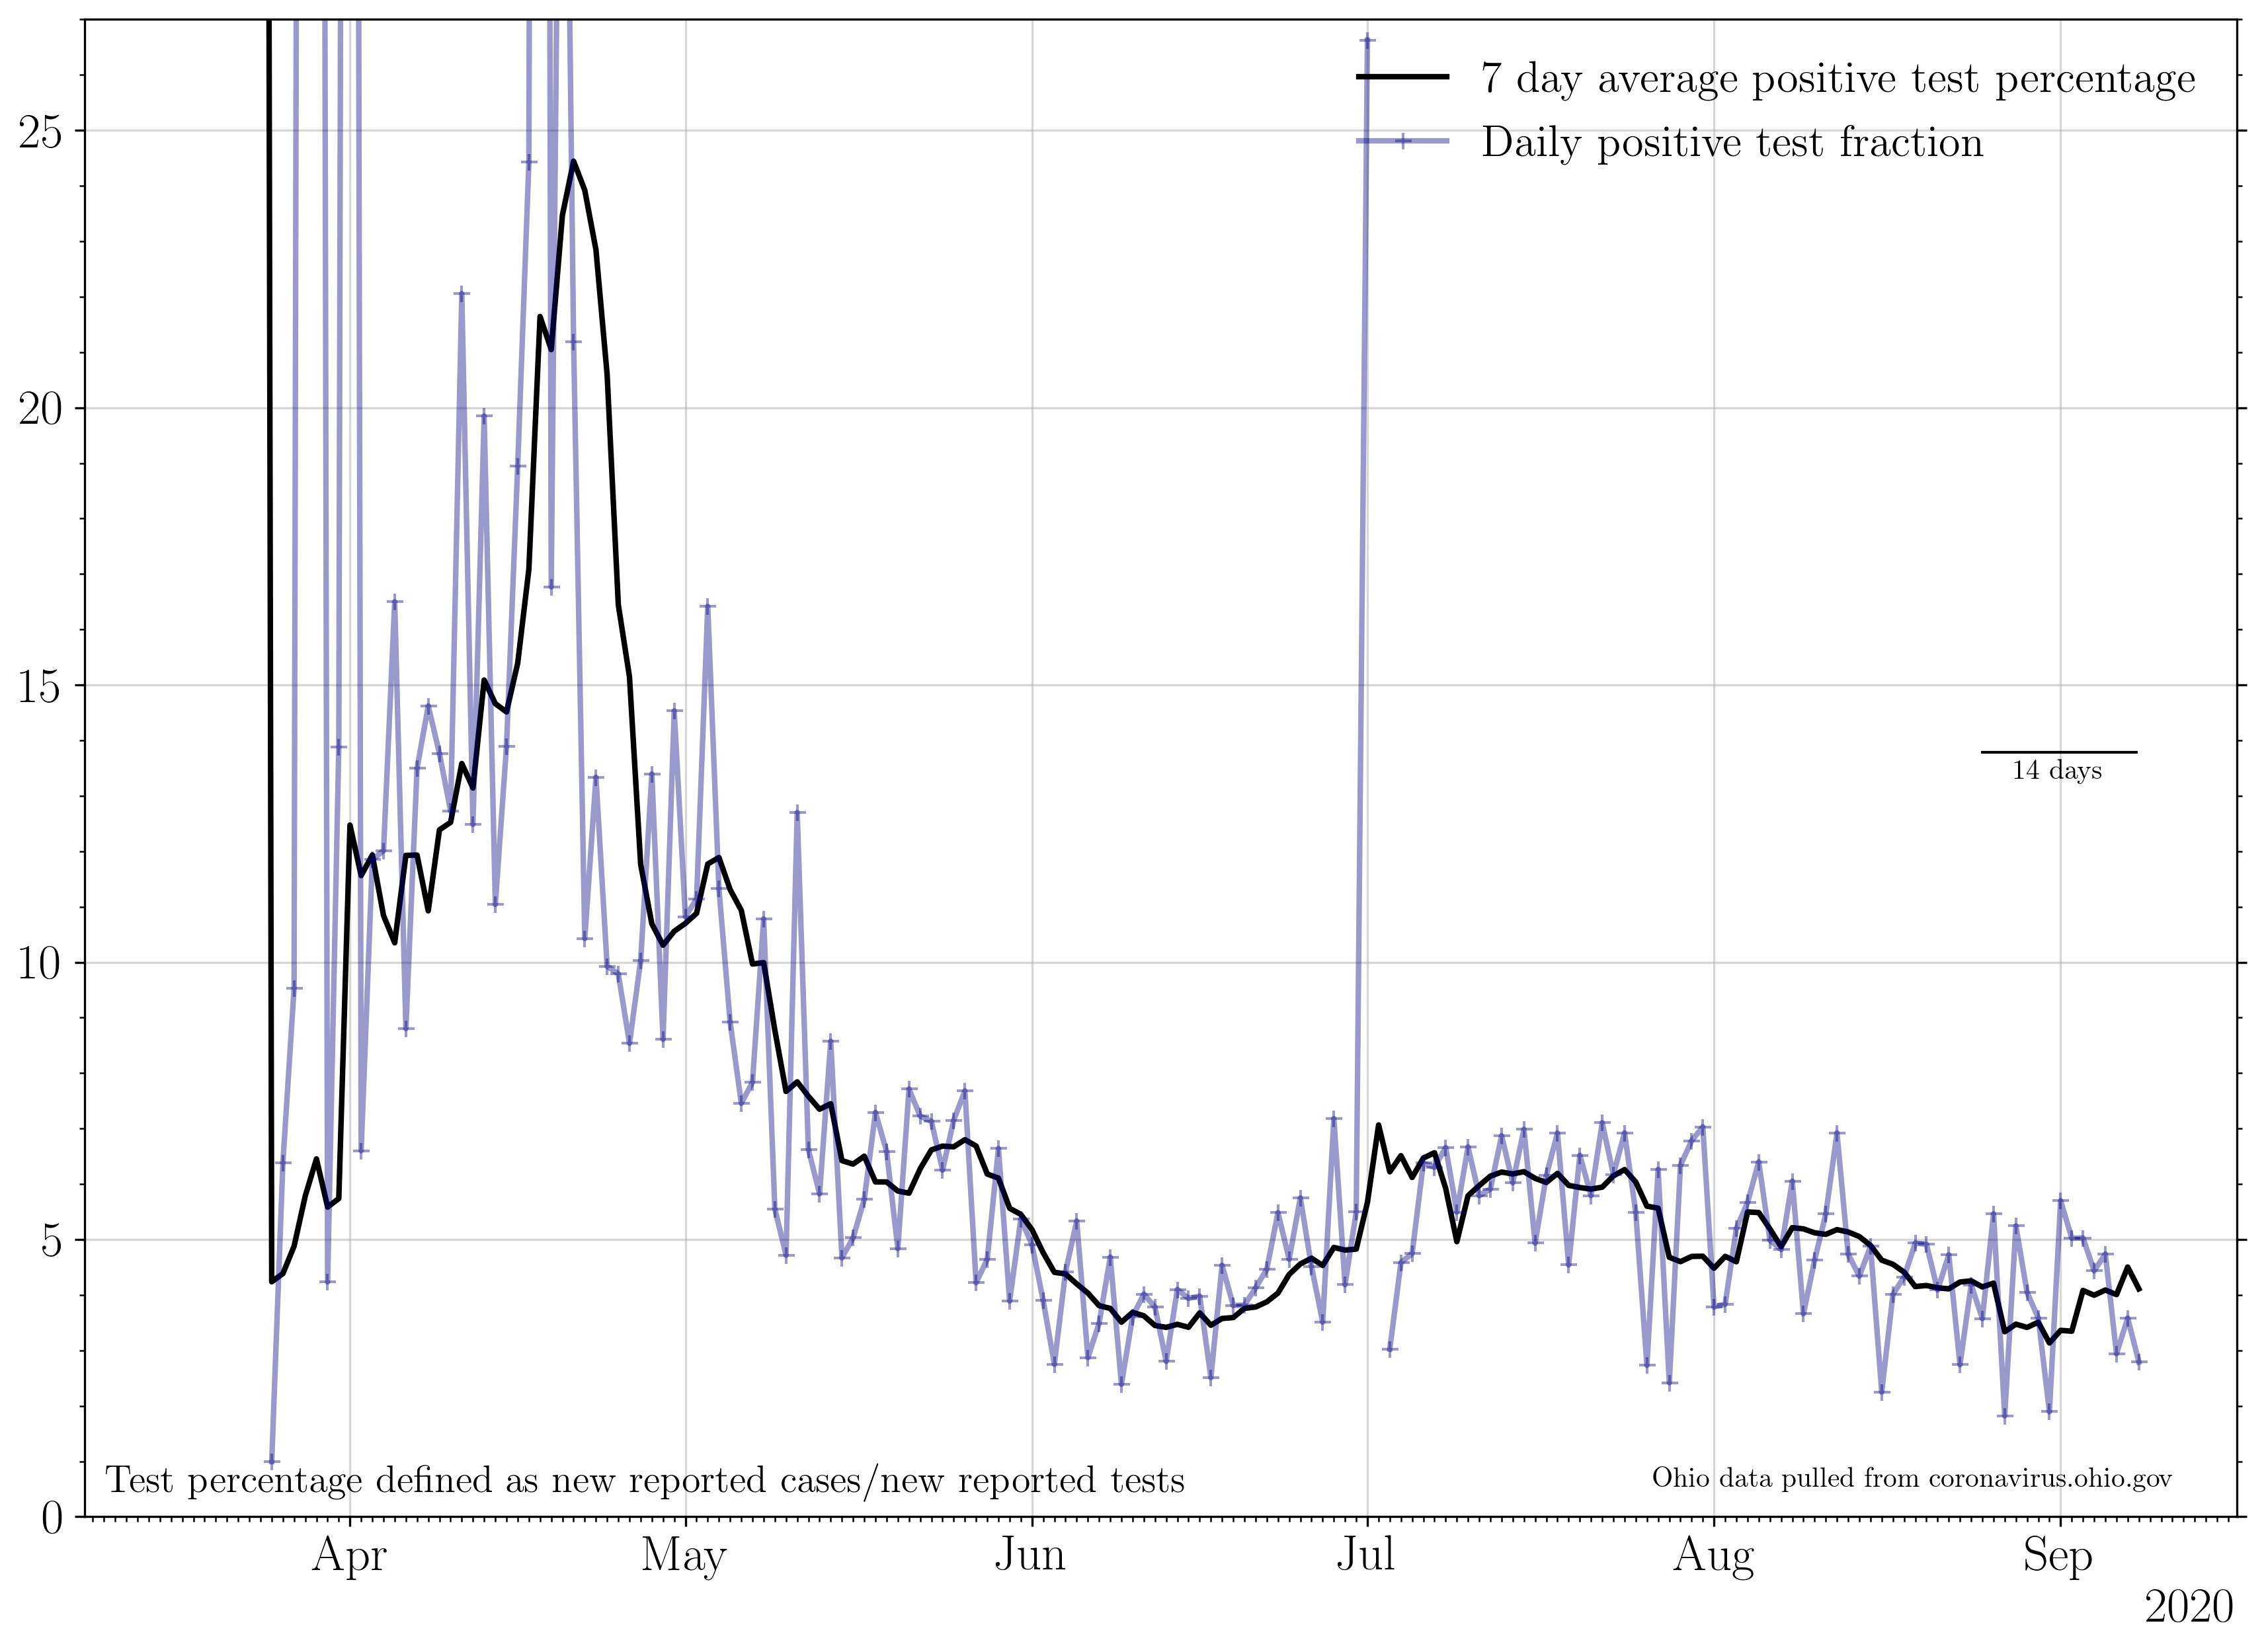 7 day average positive test percentage
Daily positive test fraction
25
20
15
10
5
0
14 days
Test percentage defined as new reported cases/new reported tests
Ohio data pulled from coronavirus.ohio.gov
Apr May Jun Jul Aug Sep
2020